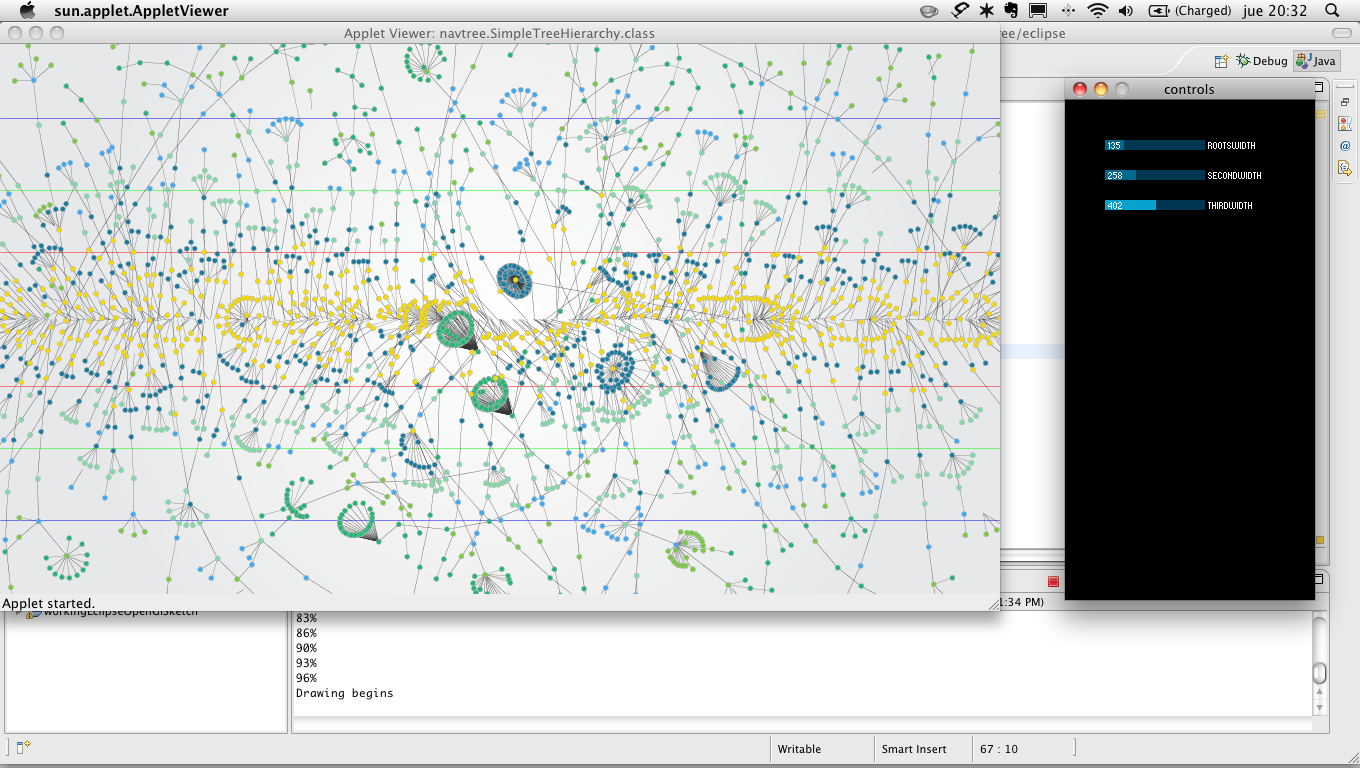 sun.applet.AppletViewer
(Charged) jue 20:32
Applet Viewer: navtree.SimpleTreeHierarchy.class
ree/eclipse
Debug
Java
controls
135 ROOTSWIDTH
258 SECONDWIDTH
402 THIRDWIDTH
Applet started.
1:34 PM)
workingEclipseOpenGlSketch
83%
86%
90%
93%
96%
Drawing begins
Writable
Smart Insert
67 : 10